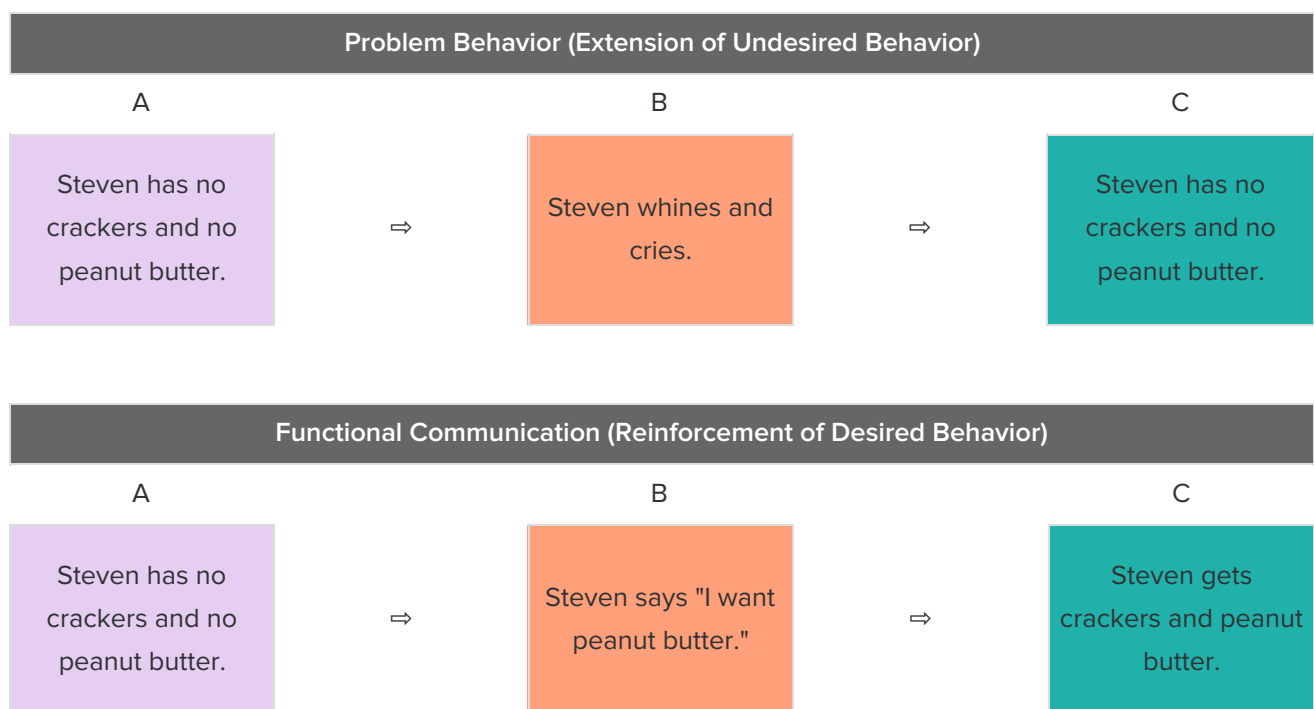 Problem Behavior (Extension of Undesired Behavior)
A B C
Steven has no
crackers and no
peanut butter.
⇨
Steven whines and
cries.
⇨
Steven has no
crackers and no
peanut butter.
Functional Communication (Reinforcement of Desired Behavior)
A B C
Steven has no
crackers and no
peanut butter.
⇨
Steven says "I want
peanut butter."
⇨
Steven gets
crackers and peanut
butter.